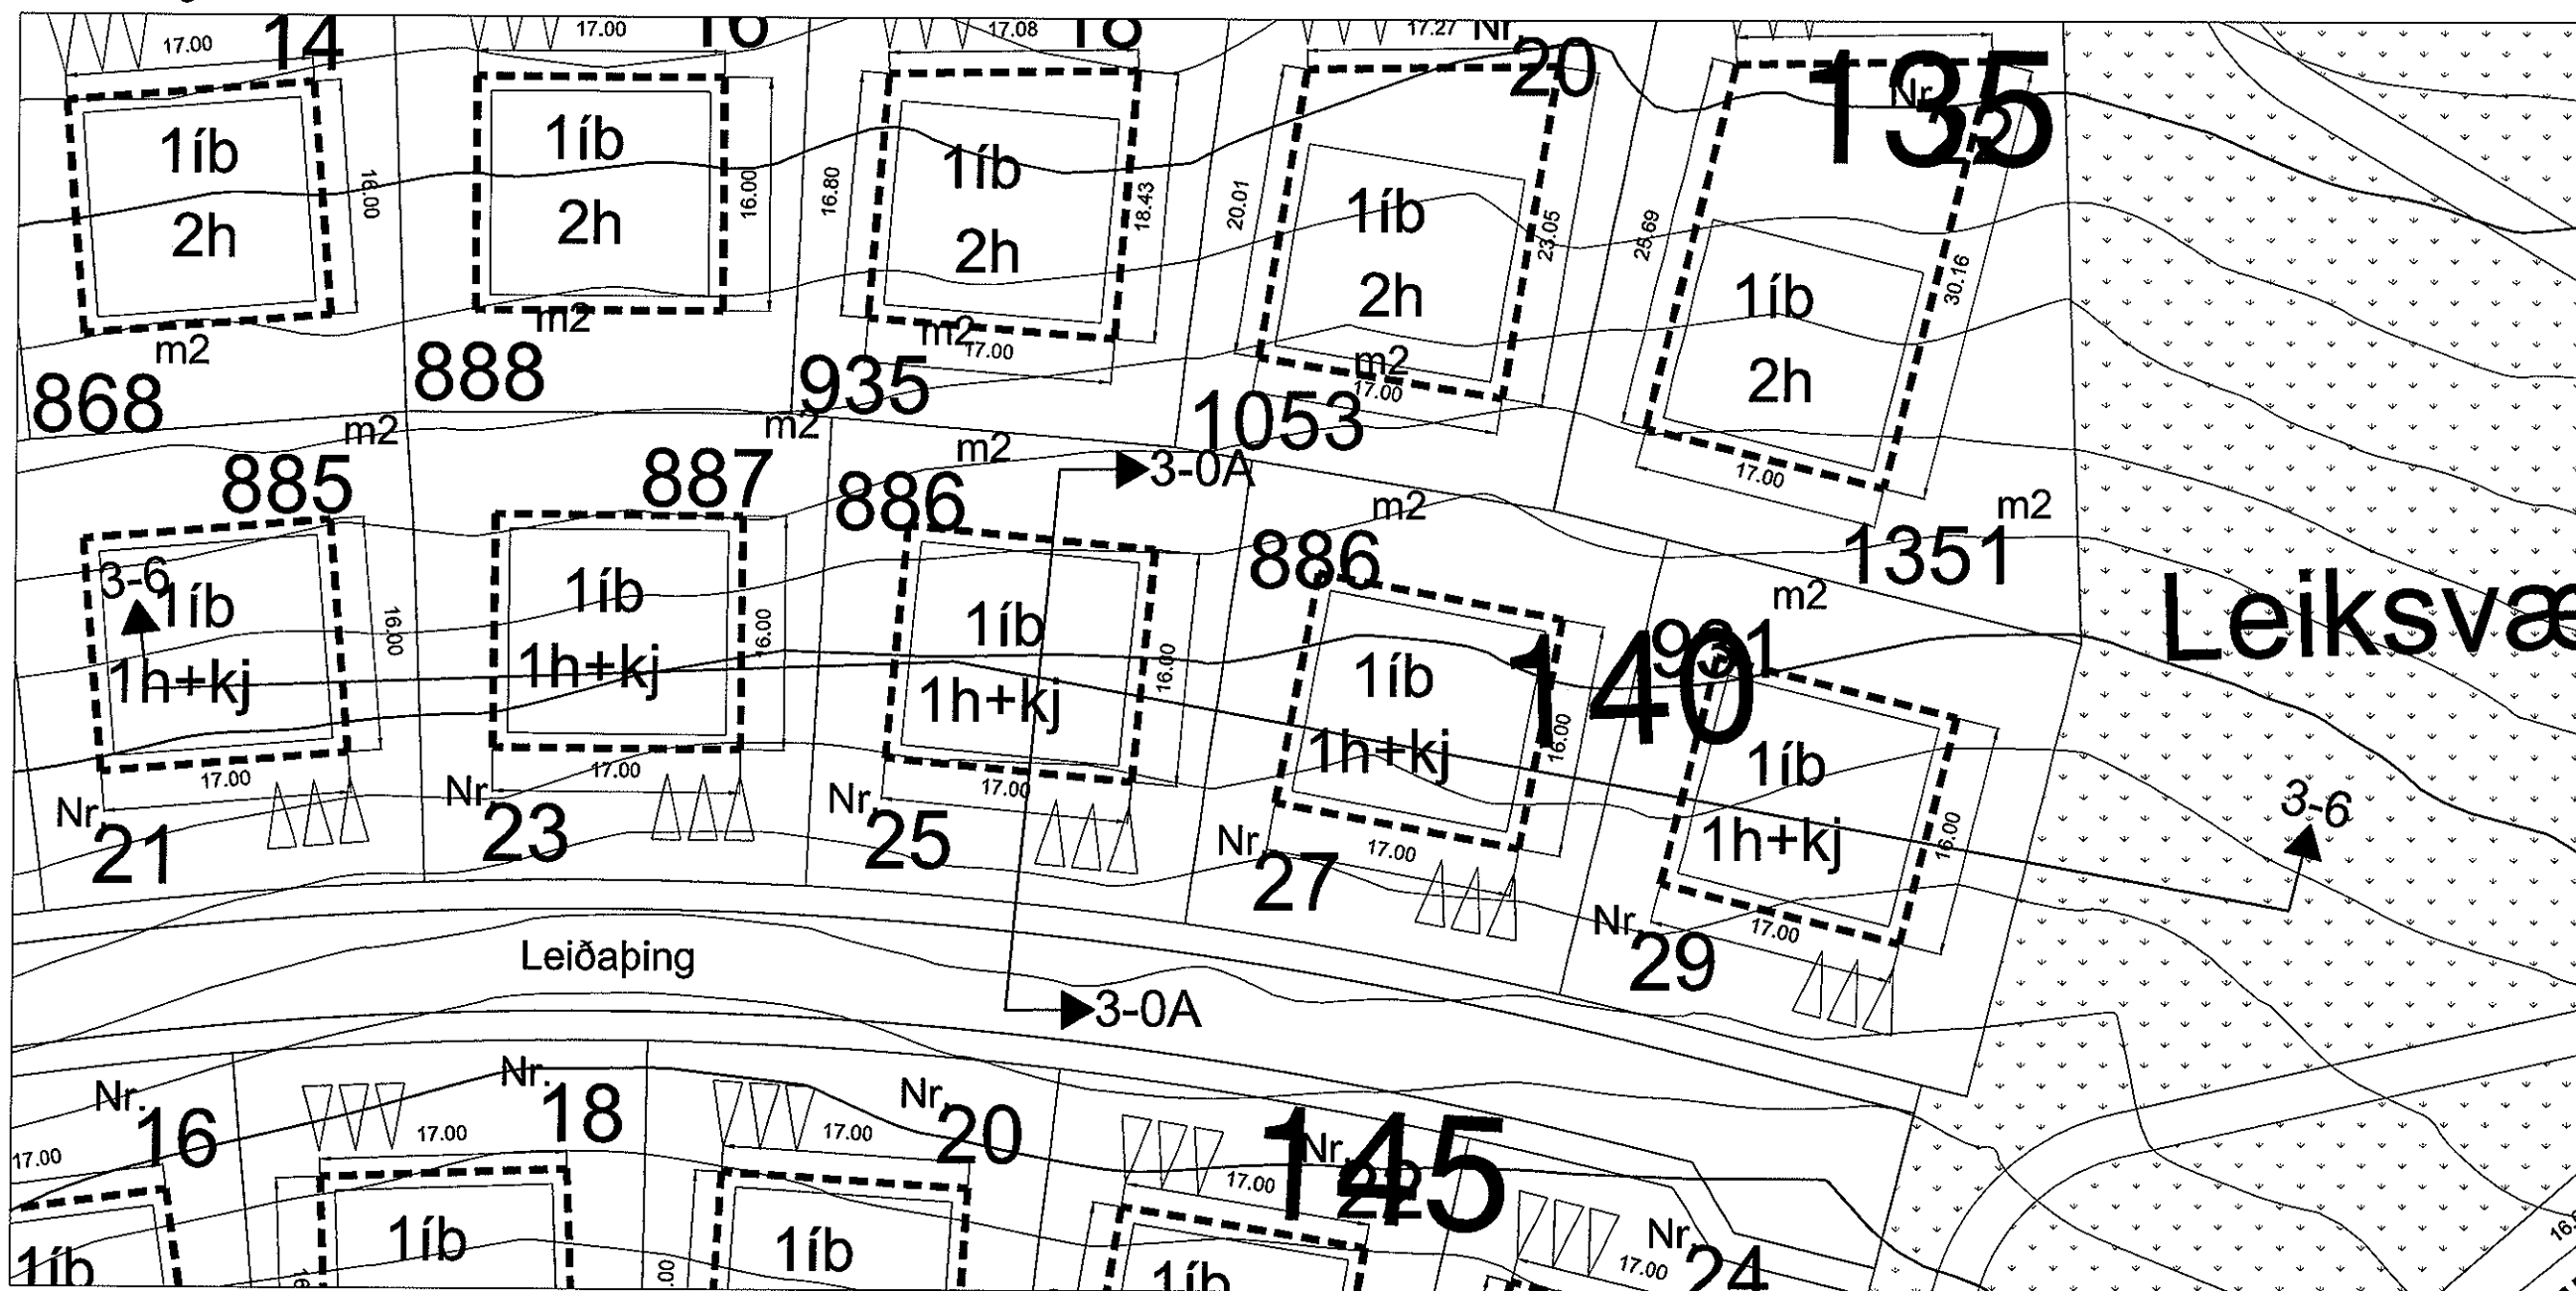 17.00
14
17.00
16
17.08
18
17.27
Nr.
20
135
Nr.
22
1íb
2h
16.00
m2
868
1íb
2h
16.00
m2
888
16.80
1íb
2h
18.43
m2
17.00
935
20.01
1íb
2h
23.05
m2
17.00
1053
25.69
1íb
2h
30.16
17.00
m2
1351
m2
885
3-6
1íb
1h+kj
16.00
17.00
Nr.
21
m2
887
1íb
1h+kj
16.00
17.00
Nr.
23
m2
886
3-0A
1íb
1h+kj
16.00
17.00
Nr.
25
m2
886
1íb
1h+kj
140
16.00
17.00
Nr.
27
m2
1íb
1h+kj
16.00
17.00
Nr.
29
Leiksvæ
3-6
Leiðaþing
3-0A
Nr.
16
17.00
1íb
Nr.
18
17.00
1íb
Nr.
20
17.00
1íb
145
Nr.
22
17.00
1íb
Nr.
24
17.00